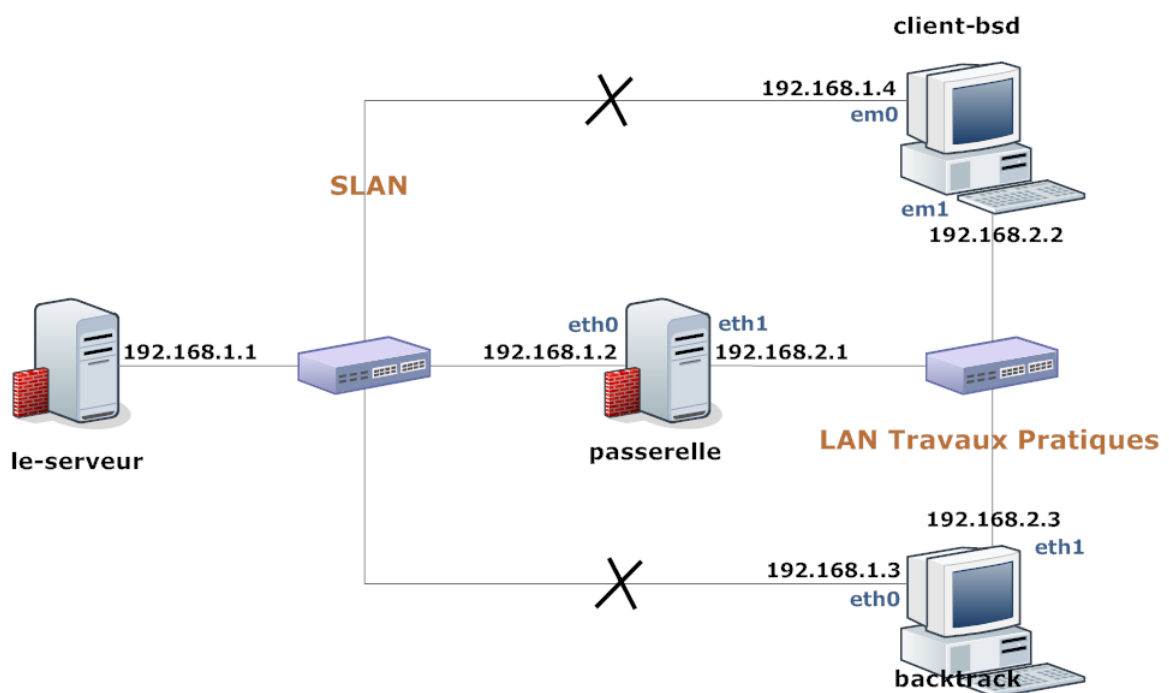 client-bsd
192.168.1.4
em0
SLAN
em1
192.168.2.2
eth0
eth1
192.168.1.1
192.168.1.2
192.168.2.1
le-serveur
passerelle
LAN Travaux Pratiques
192.168.2.3
eth1
192.168.1.3
eth0
backtrack